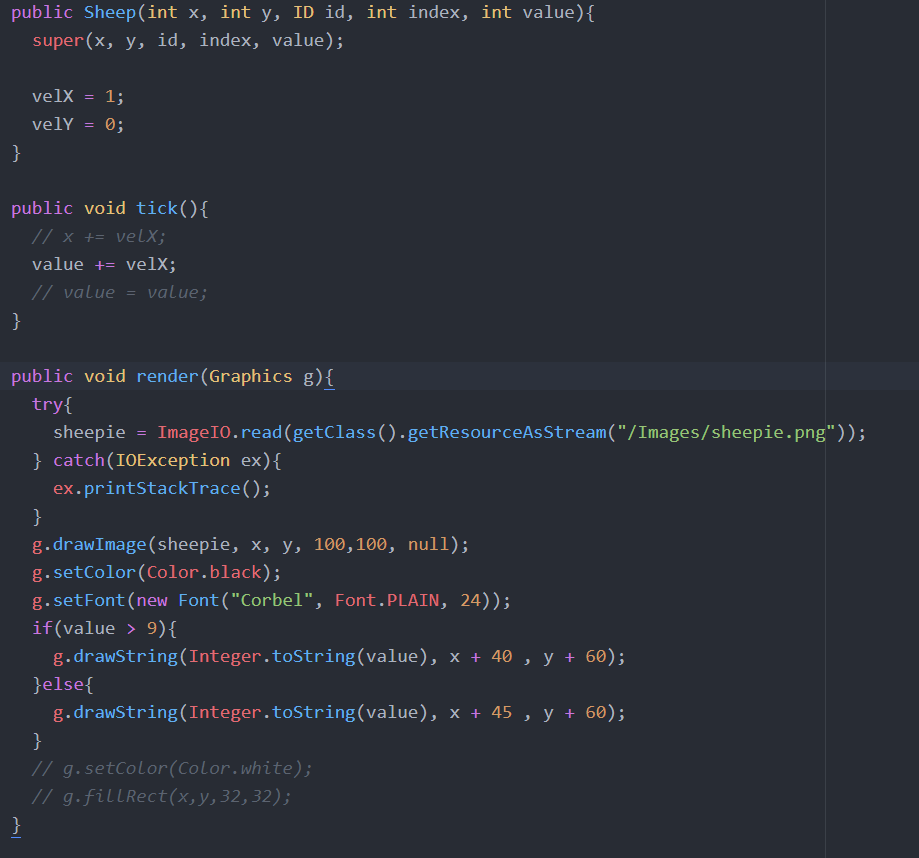 public Sheep(int x, int y, ID id, int index, int value){
super(x, y, id, index, value);
velX = 1;
velY = 0;
}
public void tick(){
// x += velX;
value += velX;
// value = value;
}
public void render(Graphics g){
try{
sheepie = ImageIO.read(getClass().getResourceAsStream("/Images/sheepie.png"));
} catch(IOException ex){
ex.printStackTrace();
}
g.drawImage(sheepie, x, y, 100,100, null);
g.setColor(Color.black);
g.setFont(new Font("Corbel", Font.PLAIN, 24));
if(value > 9){
g.drawString(Integer.toString(value), x + 40 , y + 60);
}else{
g.drawString(Integer.toString(value), x + 45 , y + 60);
}
// g.setColor(Color.white);
// g.fillRect(x,y,32,32);
}